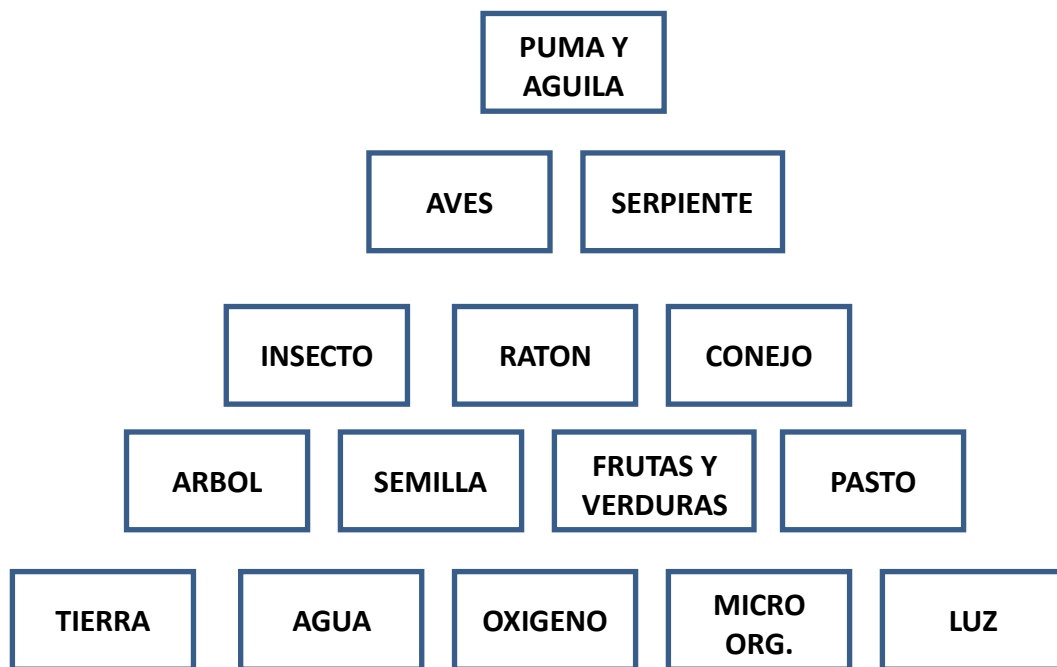 PUMA Y
AGUILA
AVES
SERPIENTE
INSECTO
RATON
CONEJO
ARBOL
SEMILLA
FRUTAS Y
VERDURAS
PASTO
TIERRA
AGUA
OXIGENO
MICRO
ORG.
LUZ